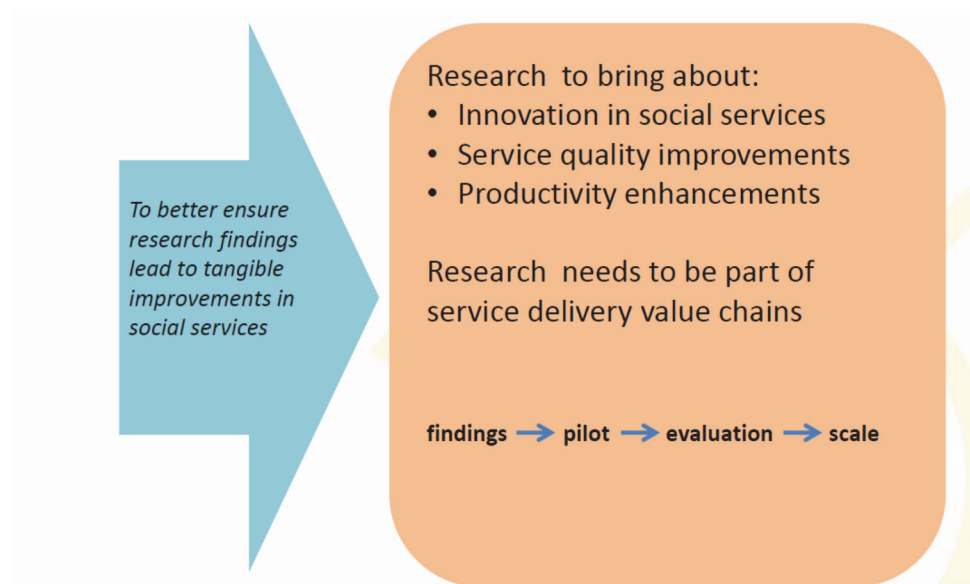 To better ensure
research findings
lead to tangible
improvements in
social services
Research to bring about:
• Innovation in social services
• Service quality improvements
• Productivity enhancements
Research needs to be part of
service delivery value chains
findings → pilot → evaluation → scale